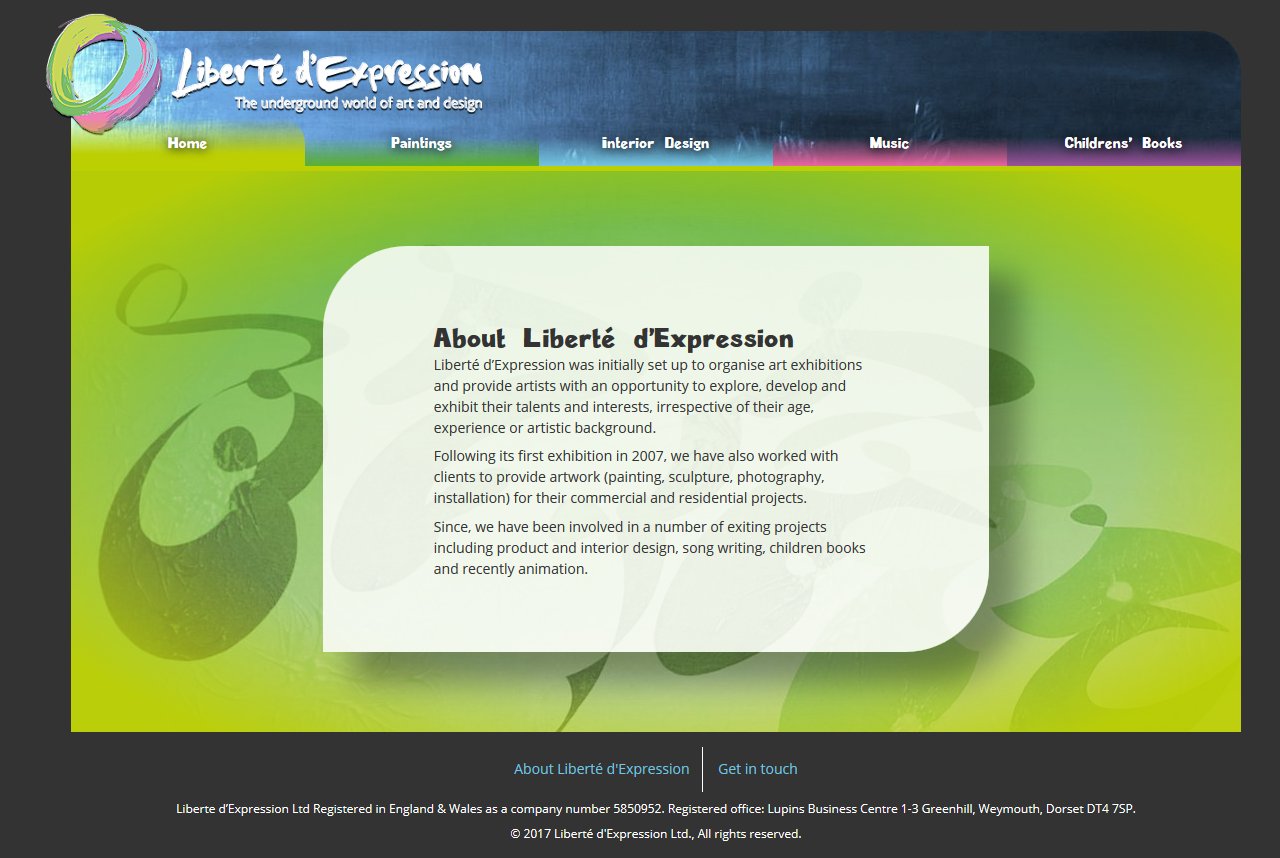 Liberté d'Expression
The underground world of art and design
Home
Paintings
Interior Design
Music
Childrens' Books
About Liberté d'Expression
Liberté d'Expression was initially set up to organise art exhibitions
and provide artists with an opportunity to explore, develop and
exhibit their talents and interests, irrespective of their age,
experience or artistic background.
Following its first exhibition in 2007, we have also worked with
clients to provide artwork (painting, sculpture, photography,
installation) for their commercial and residential projects.
Since, we have been involved in a number of exiting projects
including product and interior design, song writing, children books
and recently animation.
About Liberté d'Expression
Get in touch
Liberte d’Expression Ltd Registered in England & Wales as a company number 5850952. Registered office: Lupins Business Centre 1-3 Greenhill, Weymouth, Dorset DT4 7SP.
© 2017 Liberté d'Expression Ltd., All rights reserved.